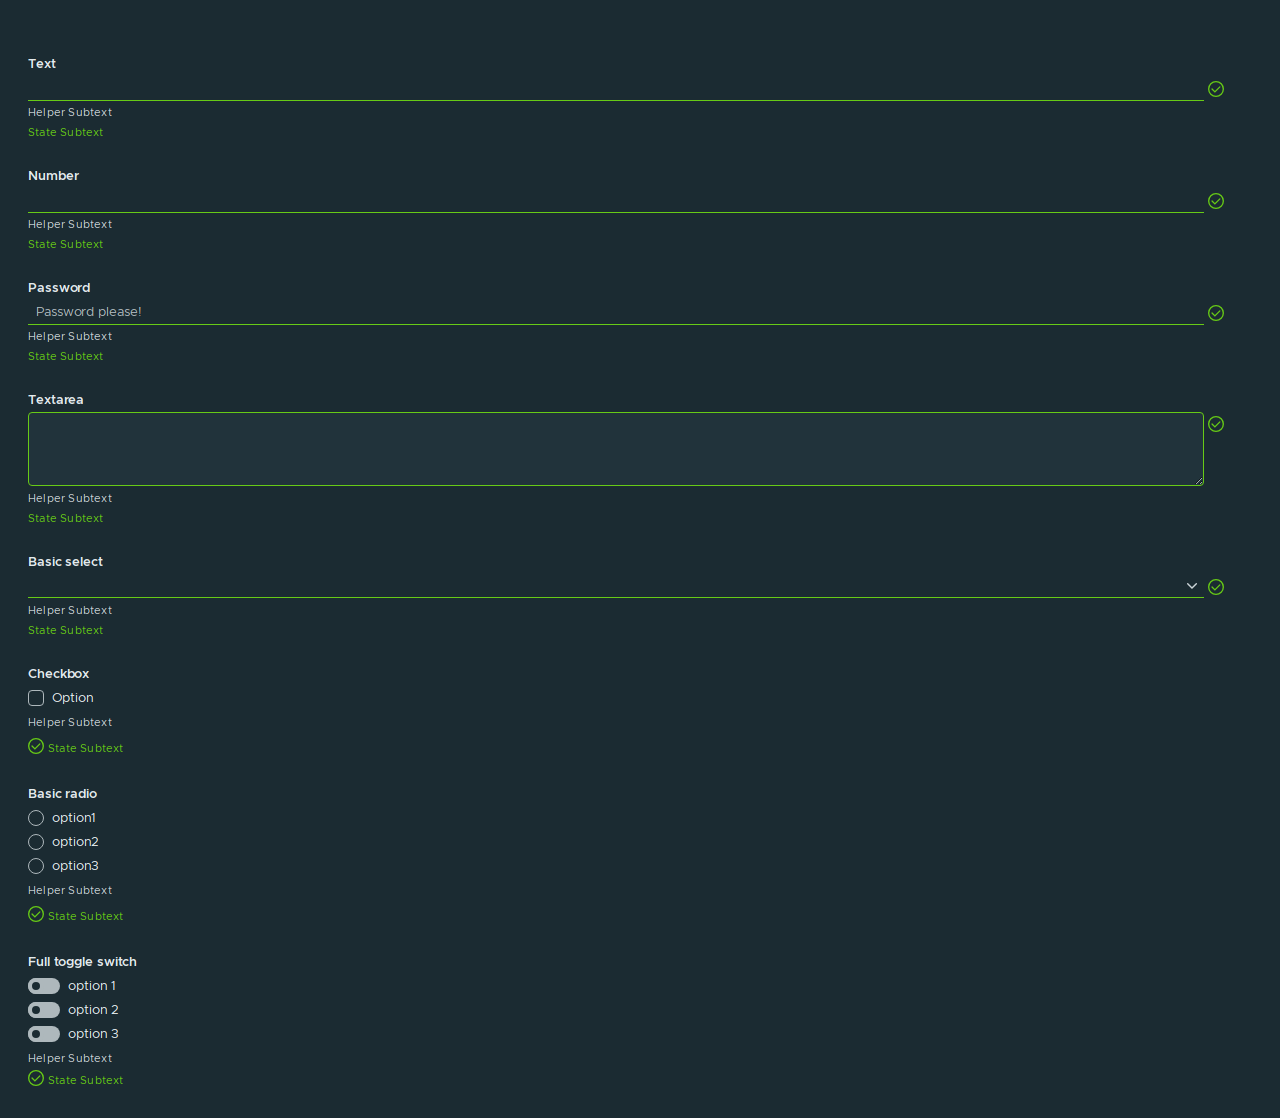 Text
Helper Subtext
State Subtext
Number
Helper Subtext
State Subtext
Password
Password please!
Helper Subtext
State Subtext
Textarea
Helper Subtext
State Subtext
Basic select
Helper Subtext
State Subtext
Checkbox
Option
Helper Subtext
State Subtext
Basic radio
option1
option2
option3
Helper Subtext
State Subtext
Full toggle switch
option 1
option 2
option 3
Helper Subtext
State Subtext